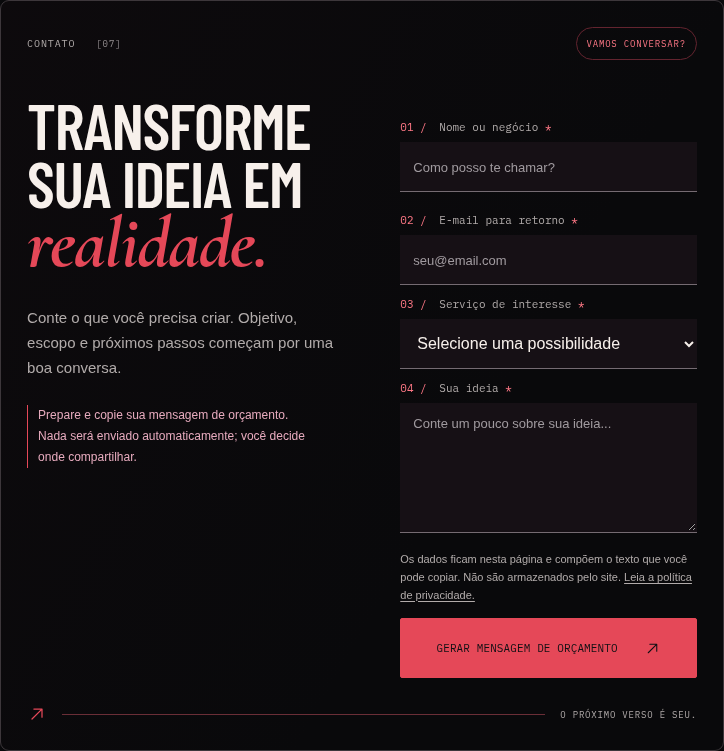 CONTATO [07]
VAMOS CONVERSAR?
TRANSFORME
SUA IDEIA EM
realidade.
Conte o que você precisa criar. Objetivo,
escopo e próximos passos começam por uma
boa conversa.
Prepare e copie sua mensagem de orçamento.
Nada será enviado automaticamente; você decide
onde compartilhar.
01 / Nome ou negócio *
Como posso te chamar?
02 / E-mail para retorno *
seu@email.com
03 / Serviço de interesse *
Selecione uma possibilidade
04 / Sua ideia *
Conte um pouco sobre sua ideia...
Os dados ficam nesta página e compõem o texto que você
pode copiar. Não são armazenados pelo site. Leia a política
de privacidade.
GERAR MENSAGEM DE ORÇAMENTO
O PRÓXIMO VERSO É SEU.